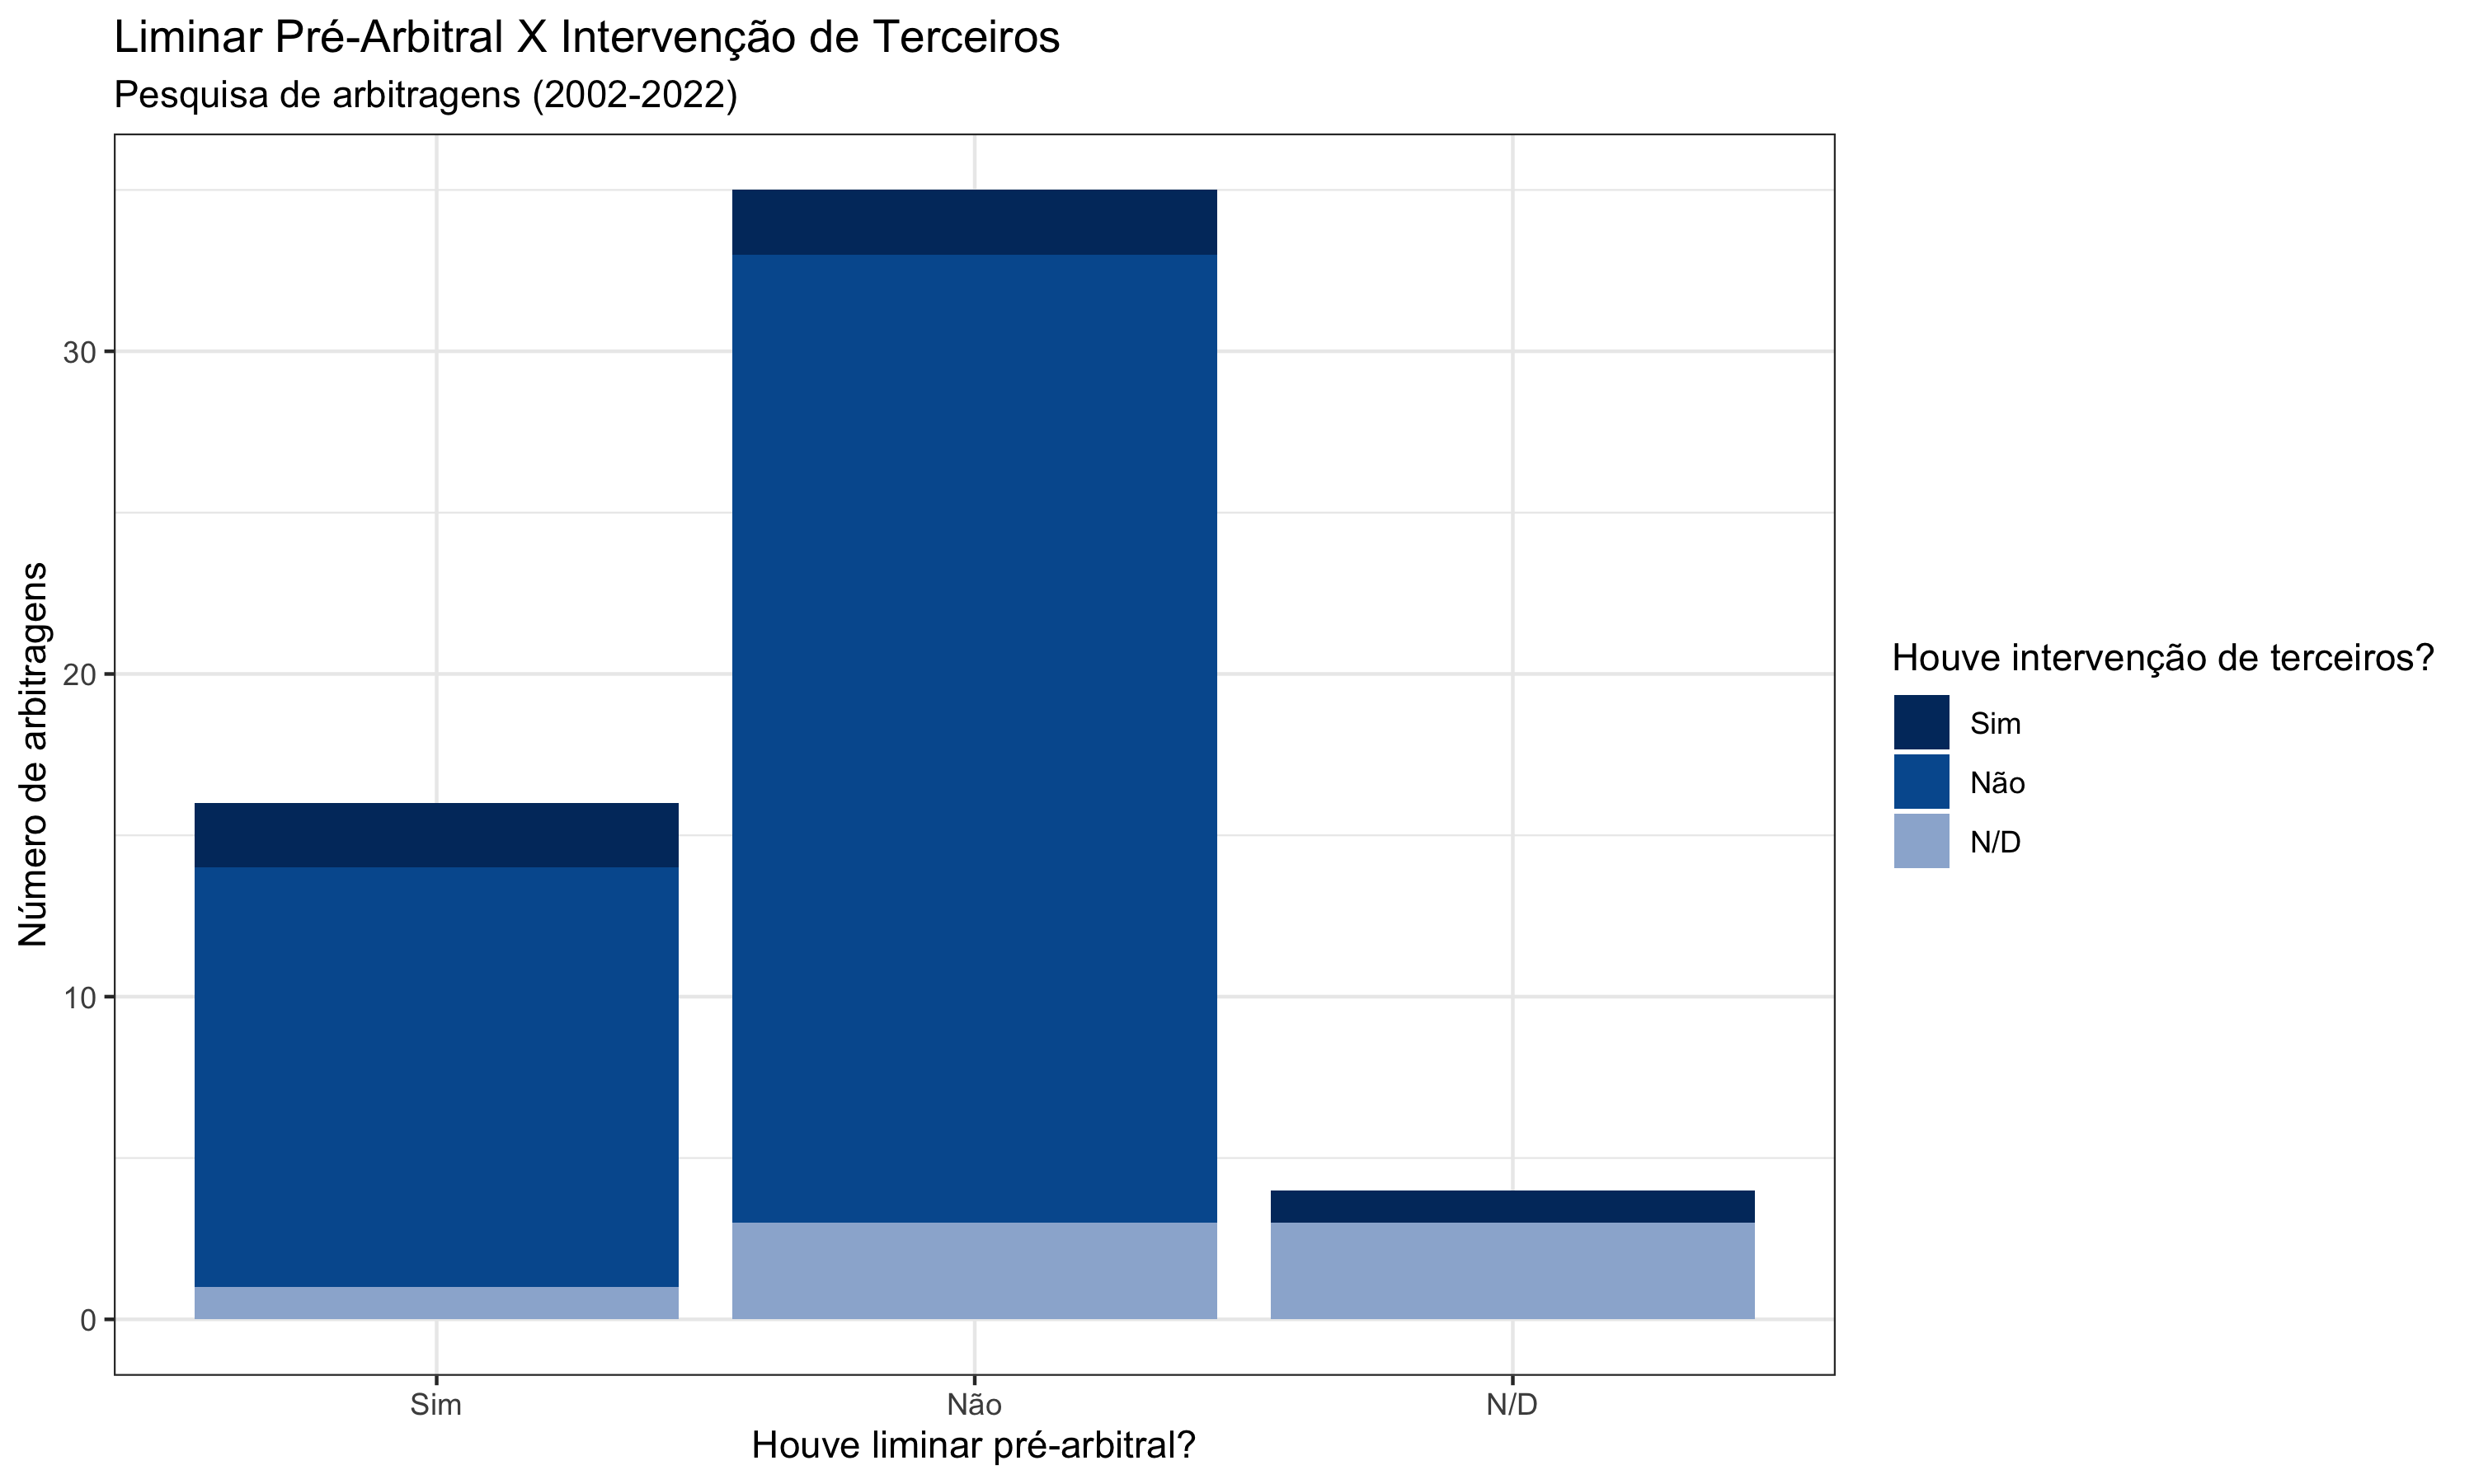 Liminar Pré-Arbitral X Intervenção de Terceiros
Pesquisa de arbitragens (2002-2022)
Número de arbitragens
30
20
10
0
Sim
Não
N/D
Houve liminar pré-arbitral?
Houve intervenção de terceiros?
Sim
Não
N/D